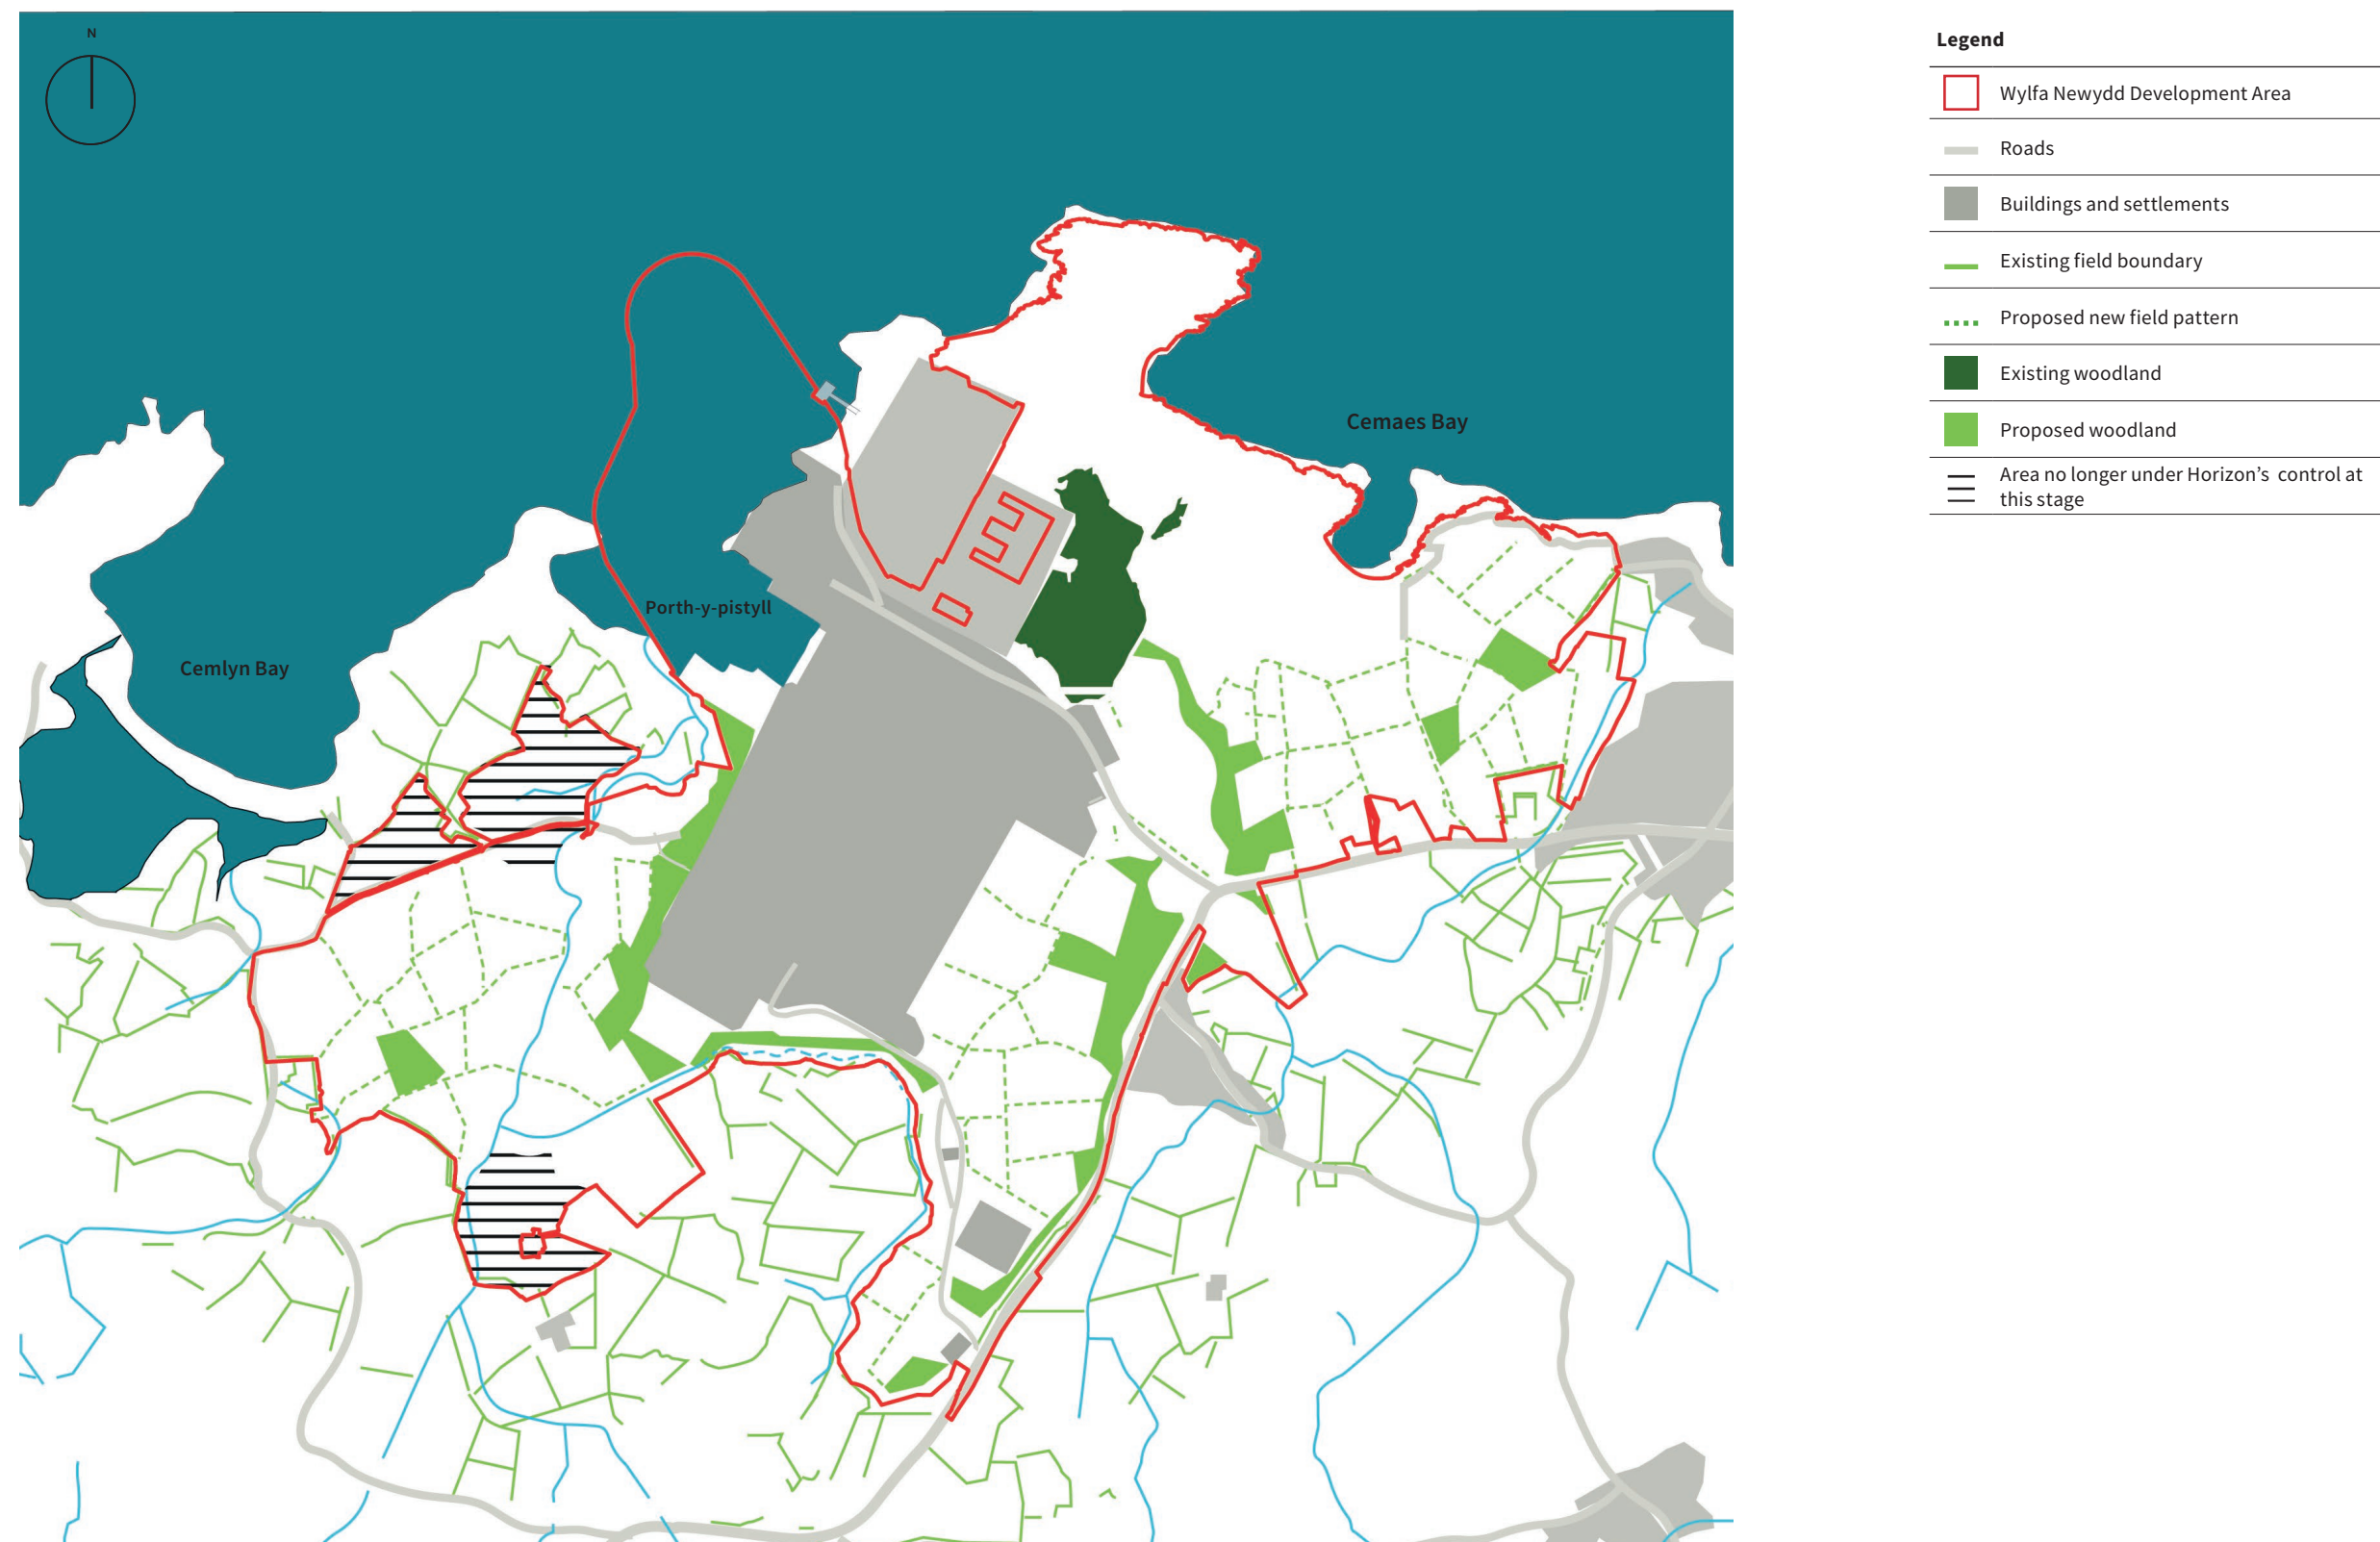 N
Cemaes Bay
Porth-y-pistyll
Cemlyn Bay
Legend
Wylfa Newydd Development Area
Roads
Buildings and settlements
Existing field boundary
Proposed new field pattern
Existing woodland
Proposed woodland
Area no longer under Horizon’s control at
this stage